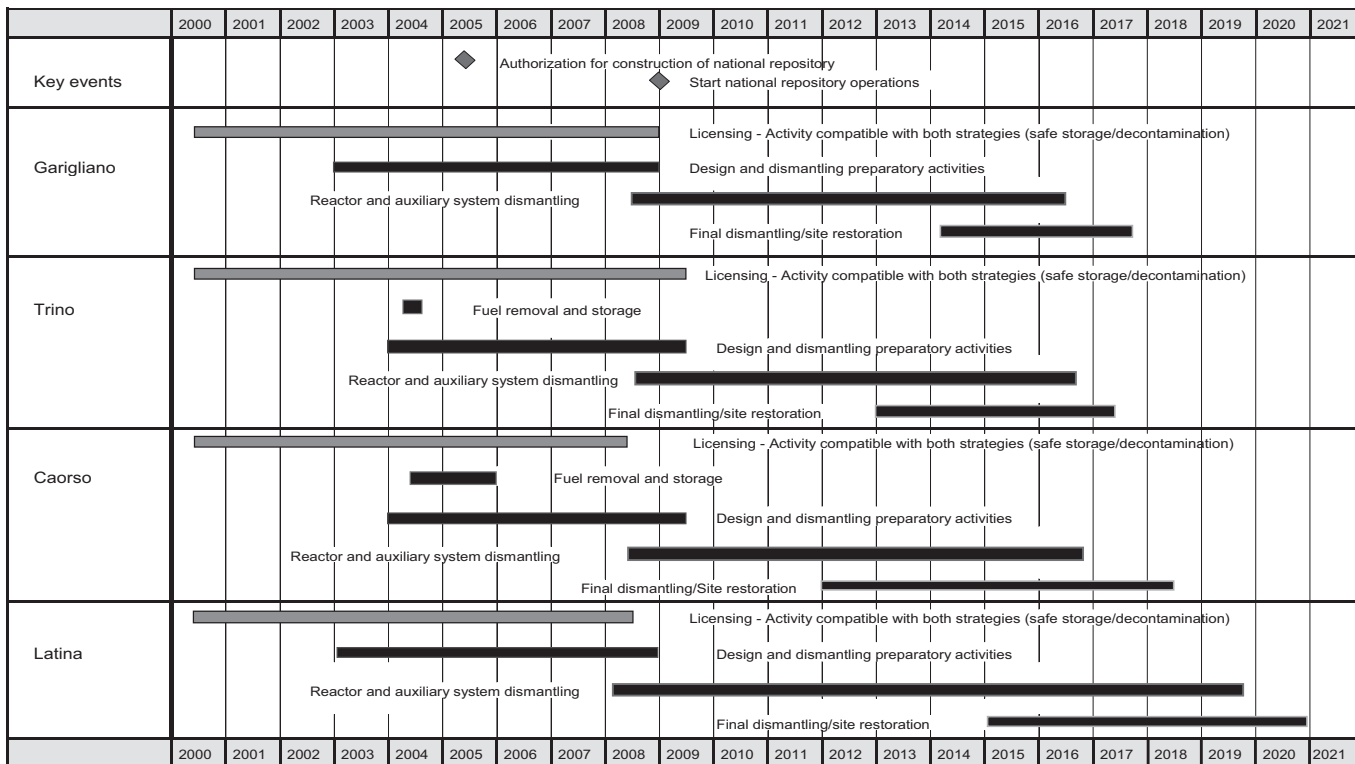 2000 2001 2002 2003 2004 2005 2006 2007 2008 2009 2010 2011 2012 2013 2014 2015 2016 2017 2018 2019 2020 2021
Authorization for construction of national repository
Key events
Start national repository operations
Licensing - Activity compatible with both strategies (safe storage/decontamination)
Garigliano
Design and dismantling preparatory activities
Reactor and auxiliary system dismantling
Final dismantling/site restoration
Licensing - Activity compatible with both strategies (safe storage/decontamination)
Trino
Fuel removal and storage
Design and dismantling preparatory activities
Reactor and auxiliary system dismantling
Final dismantling/site restoration
Licensing - Activity compatible with both strategies (safe storage/decontamination)
Caorso
Fuel removal and storage
Design and dismantling preparatory activities
Reactor and auxiliary system dismantling
Final dismantling/Site restoration
Licensing - Activity compatible with both strategies (safe storage/decontamination)
Latina
Design and dismantling preparatory activities
Reactor and auxiliary system dismantling
Final dismantling/site restoration
2000 2001 2002 2003 2004 2005 2006 2007 2008 2009 2010 2011 2012 2013 2014 2015 2016 2017 2018 2019 2020 2021